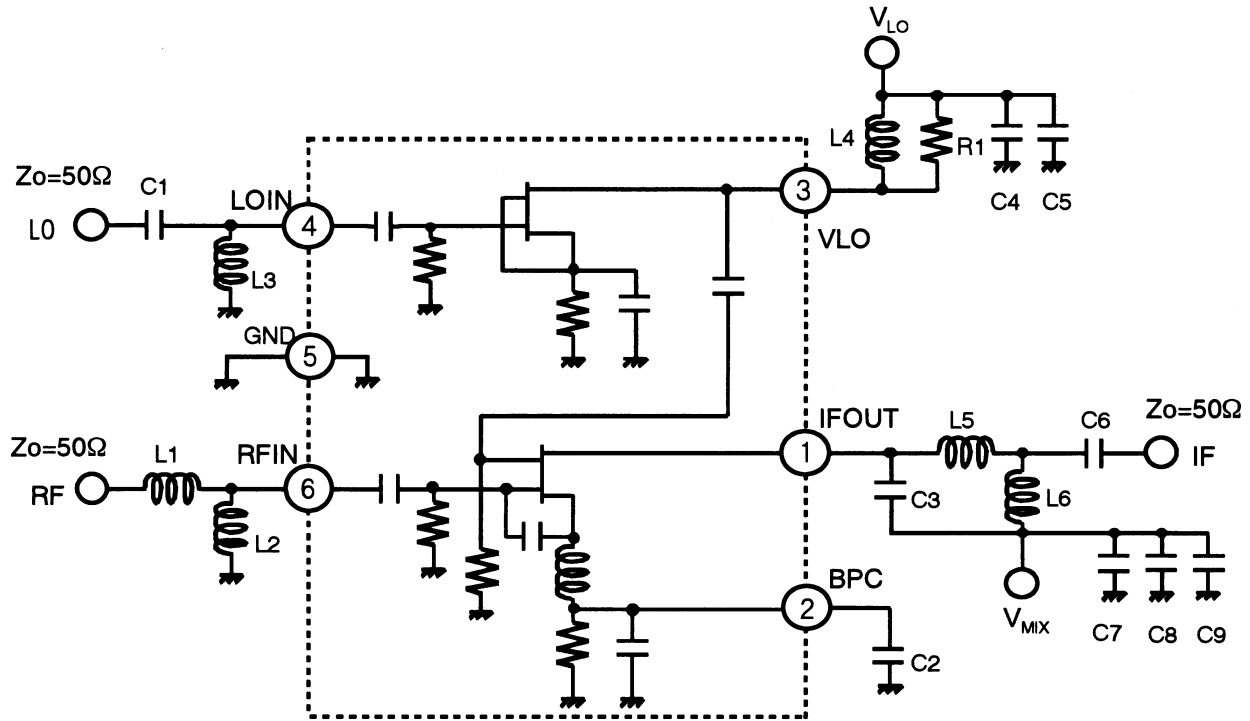 V_LO
L4
R1
C4
C5
Zo=50Ω
C1
LOIN
L0
4
3
VLO
L3
GND
5
IFOUT
Zo=50Ω
L5
C6
Zo=50Ω
L1
RFIN
1
IF
RF
6
C3
L6
L2
BPC
2
V_MIX
C7
C8
C9
C2